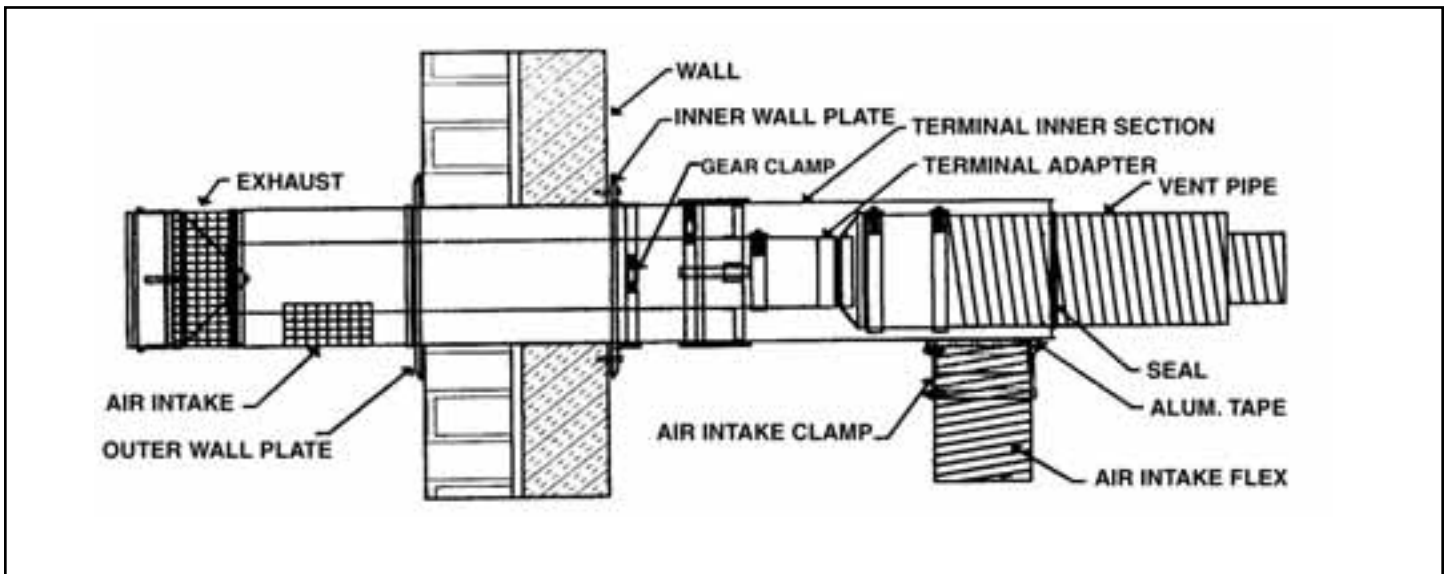 WALL
INNER WALL PLATE
TERMINAL INNER SECTION
GEAR CLAMP
TERMINAL ADAPTER
EXHAUST
VENT PIPE
AIR INTAKE
SEAL
ALUM. TAPE
AIR INTAKE CLAMP
OUTER WALL PLATE
AIR INTAKE FLEX